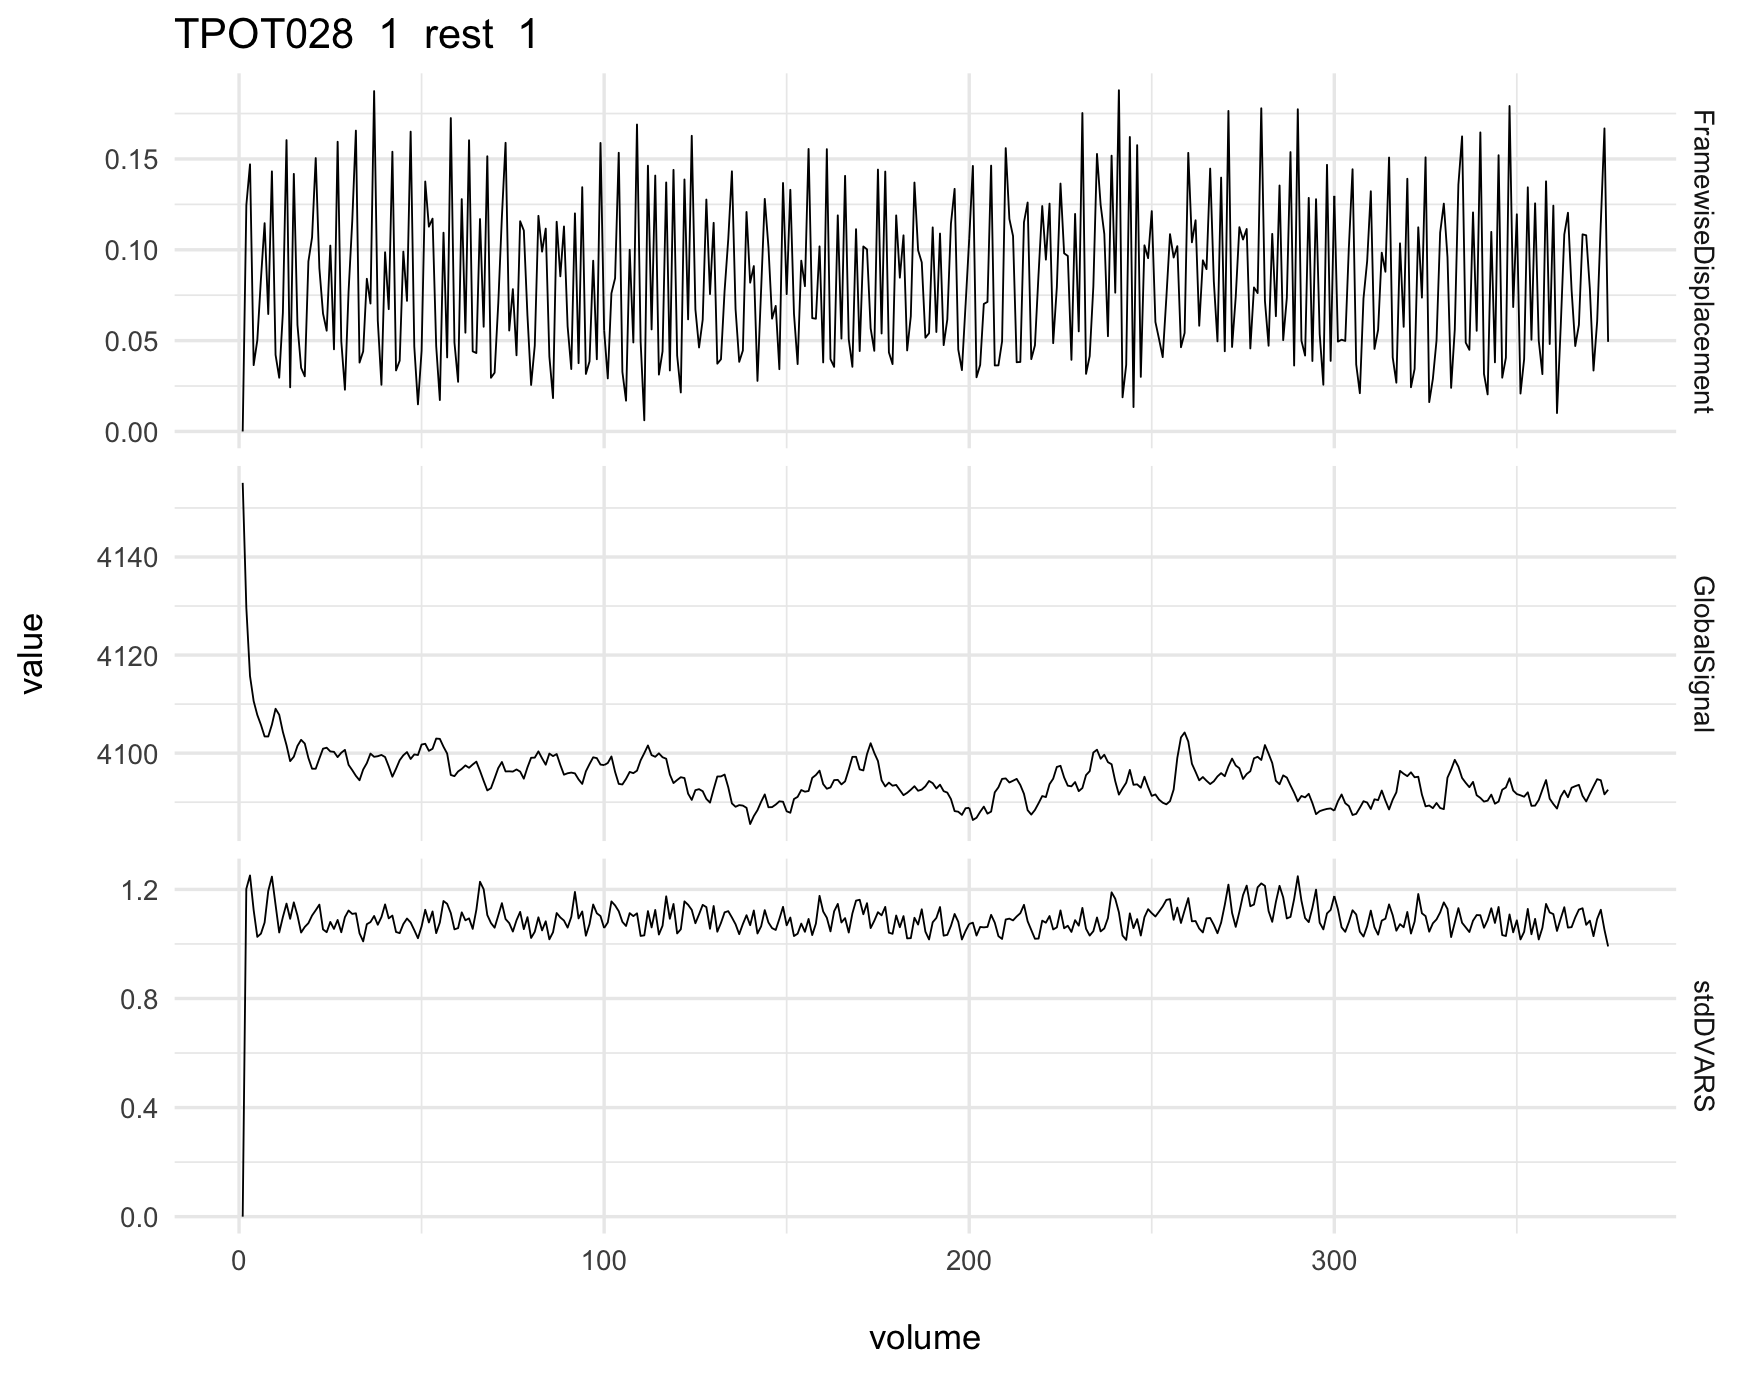 TPOT028 1 rest 1
0.15
0.10
0.05
0.00
FramewiseDisplacement
4140
4120
4100
GlobalSignal
value
1.2
0.8
0.4
0.0
stdDVARS
0 100 200 300
volume